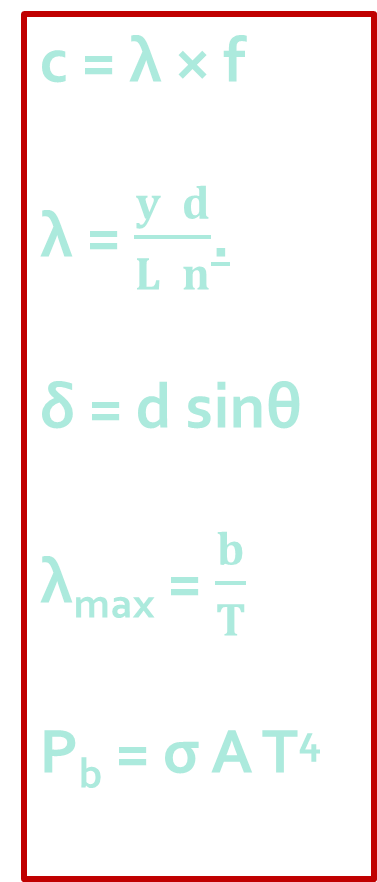 c = λ × f
λ = y d / L n .
δ = d sinθ
λmax = b / T
Pb = σ A T⁴